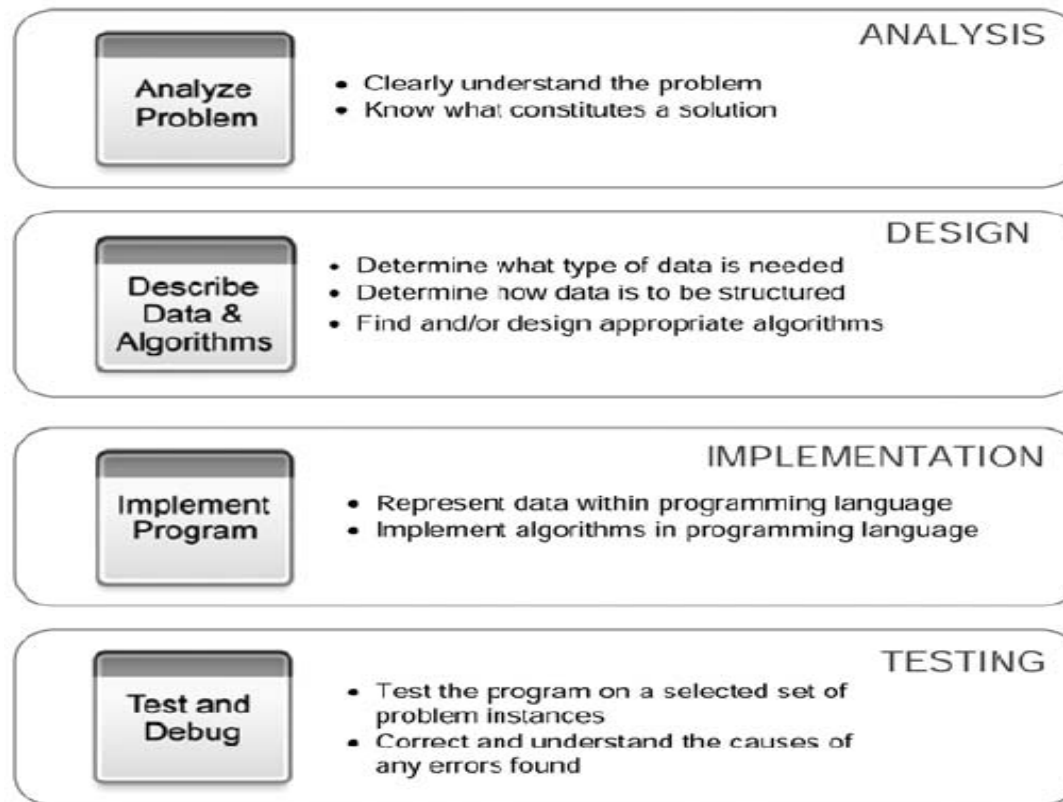 ANALYSIS
Analyze
Problem
• Clearly understand the problem
• Know what constitutes a solution
DESIGN
Describe
Data &
Algorithms
• Determine what type of data is needed
• Determine how data is to be structured
• Find and/or design appropriate algorithms
IMPLEMENTATION
Implement
Program
• Represent data within programming language
• Implement algorithms in programming language
TESTING
Test and
Debug
• Test the program on a selected set of
problem instances
• Correct and understand the causes of
any errors found